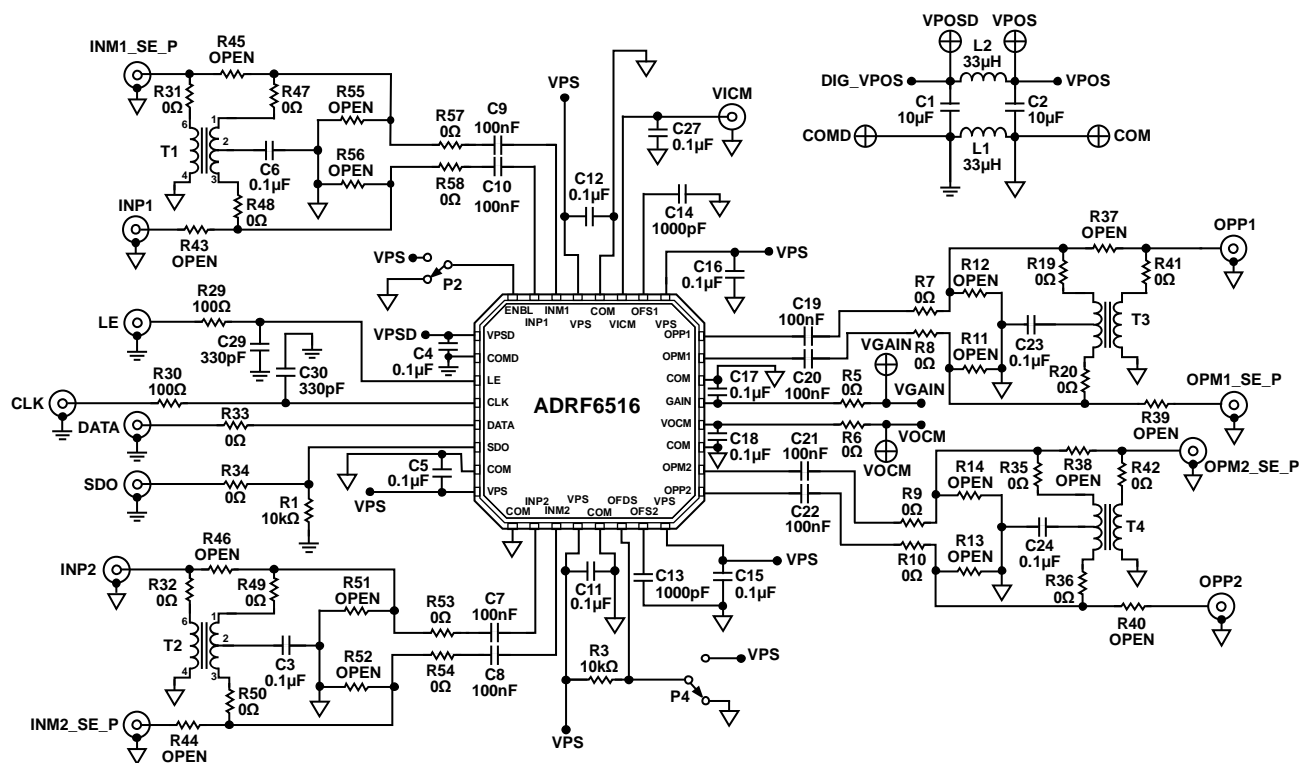 INM1_SE_P
R45
OPEN
R31
0Ω
R47
0Ω
6
1
2
4
3
T1
C6
0.1µF
R48
0Ω
INP1
R43
OPEN
R55
OPEN
R56
OPEN
R57
0Ω
R58
0Ω
C9
100nF
C10
100nF
VPS
C12
0.1µF
C27
0.1µF
VICM
C14
1000pF
C16
0.1µF
VPS
VPOSD
VPOS
L2
33µH
DIG_VPOS
VPOS
C1
10µF
C2
10µF
COMD
COM
L1
33µH
VPS
P2
LE
R29
100Ω
C29
330pF
C30
330pF
VPSD
C4
0.1µF
CLK
R30
100Ω
DATA
R33
0Ω
SDO
R34
0Ω
R1
10kΩ
C5
0.1µF
VPS
ENBL
INP1
INM1
VPS
COM
VICM
OFS1
VPS
VPSD
COMD
LE
CLK
DATA
SDO
COM
VPS
ADRF6516
OPP1
OPM1
COM
GAIN
VOCM
COM
OPM2
OPP2
COM
INP2
INM2
VPS
COM
OFDS
OFS2
VPS
C19
100nF
C20
100nF
C17
0.1µF
C18
0.1µF
R5
0Ω
R6
0Ω
VGAIN
VGAIN
VOCM
VOCM
C21
100nF
C22
100nF
R7
0Ω
R8
0Ω
R12
OPEN
R11
OPEN
C23
0.1µF
R19
0Ω
R20
0Ω
R37
OPEN
R41
0Ω
T3
OPP1
OPM1_SE_P
R39
OPEN
R9
0Ω
R10
0Ω
R14
OPEN
R13
OPEN
C24
0.1µF
R35
0Ω
R36
0Ω
R38
OPEN
R42
0Ω
T4
OPM2_SE_P
OPP2
R40
OPEN
INP2
R46
OPEN
R32
0Ω
R49
0Ω
6
1
2
4
3
T2
C3
0.1µF
R50
0Ω
INM2_SE_P
R44
OPEN
R51
OPEN
R52
OPEN
R53
0Ω
R54
0Ω
C7
100nF
C8
100nF
C11
0.1µF
C13
1000pF
C15
0.1µF
VPS
R3
10kΩ
VPS
P4
VPS